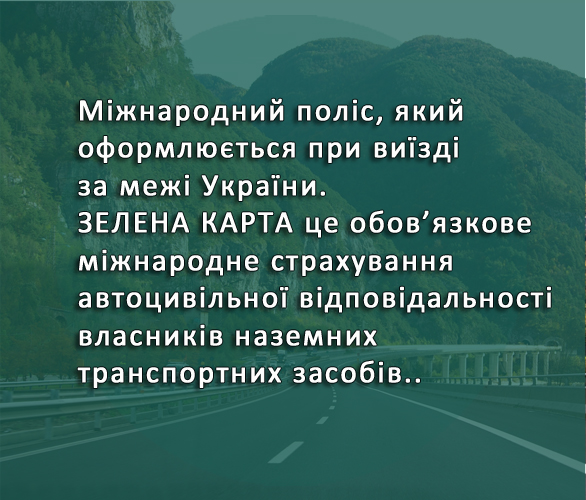 Міжнародний поліс, який
оформлюється при виїзді
за межі України.
ЗЕЛЕНА КАРТА це обов’язкове
міжнародне страхування
автоцивільної відповідальності
власників наземних
транспортних засобів..